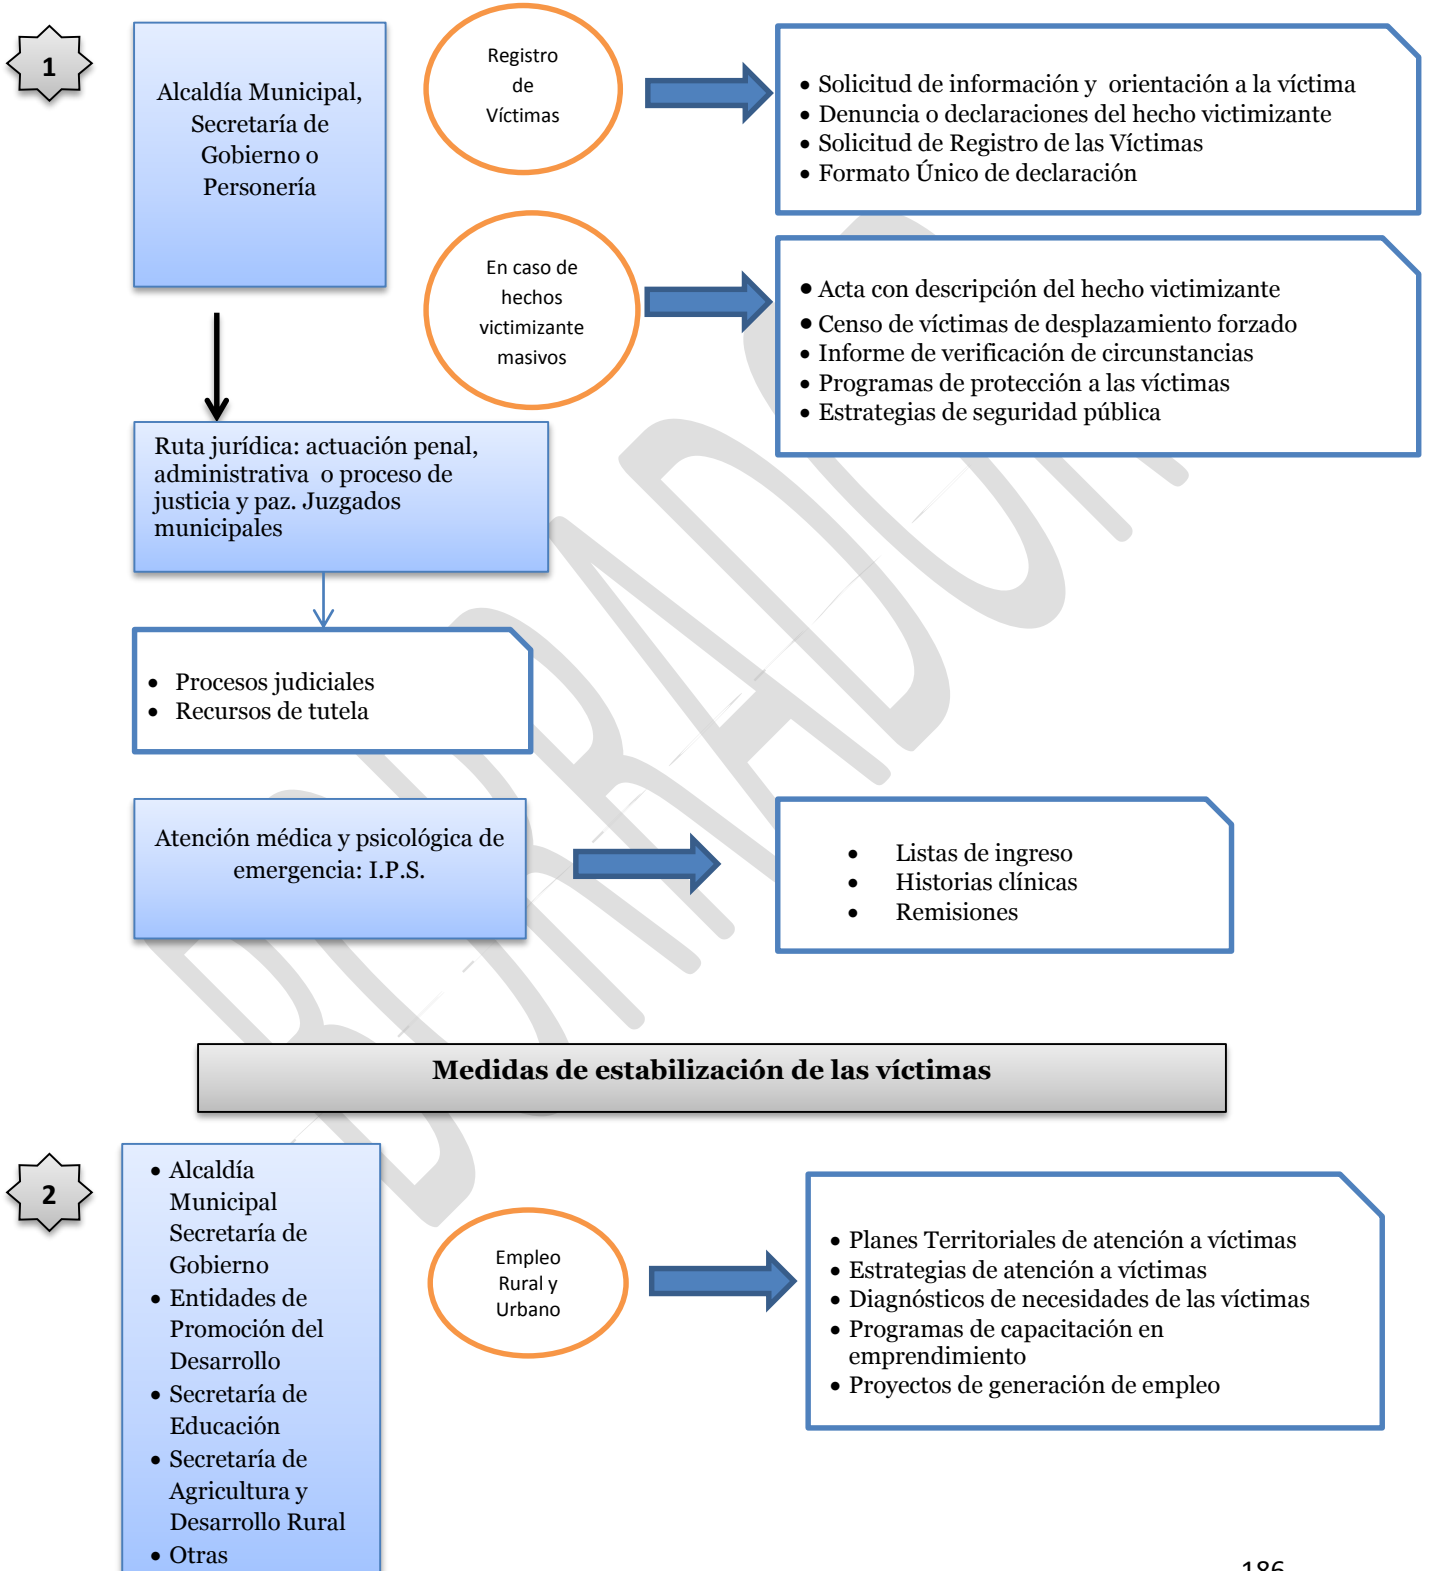 1
Alcaldía Municipal,
Secretaría de
Gobierno o
Personería
Registro
de
Víctimas
• Solicitud de información y orientación a la víctima
• Denuncia o declaraciones del hecho victimizante
• Solicitud de Registro de las Víctimas
• Formato Único de declaración
En caso de
hechos
victimizante
masivos
• Acta con descripción del hecho victimizante
• Censo de víctimas de desplazamiento forzado
• Informe de verificación de circunstancias
• Programas de protección a las víctimas
• Estrategias de seguridad pública
Ruta jurídica: actuación penal,
administrativa o proceso de
justicia y paz. Juzgados
municipales
• Procesos judiciales
• Recursos de tutela
Atención médica y psicológica de
emergencia: I.P.S.
• Listas de ingreso
• Historias clínicas
• Remisiones
BORRADOR
Medidas de estabilización de las víctimas
2
• Alcaldía
Municipal
Secretaría de
Gobierno
• Entidades de
Promoción del
Desarrollo
• Secretaría de
Educación
• Secretaría de
Agricultura y
Desarrollo Rural
• Otras
Empleo
Rural y
Urbano
• Planes Territoriales de atención a víctimas
• Estrategias de atención a víctimas
• Diagnósticos de necesidades de las víctimas
• Programas de capacitación en
emprendimiento
• Proyectos de generación de empleo
186